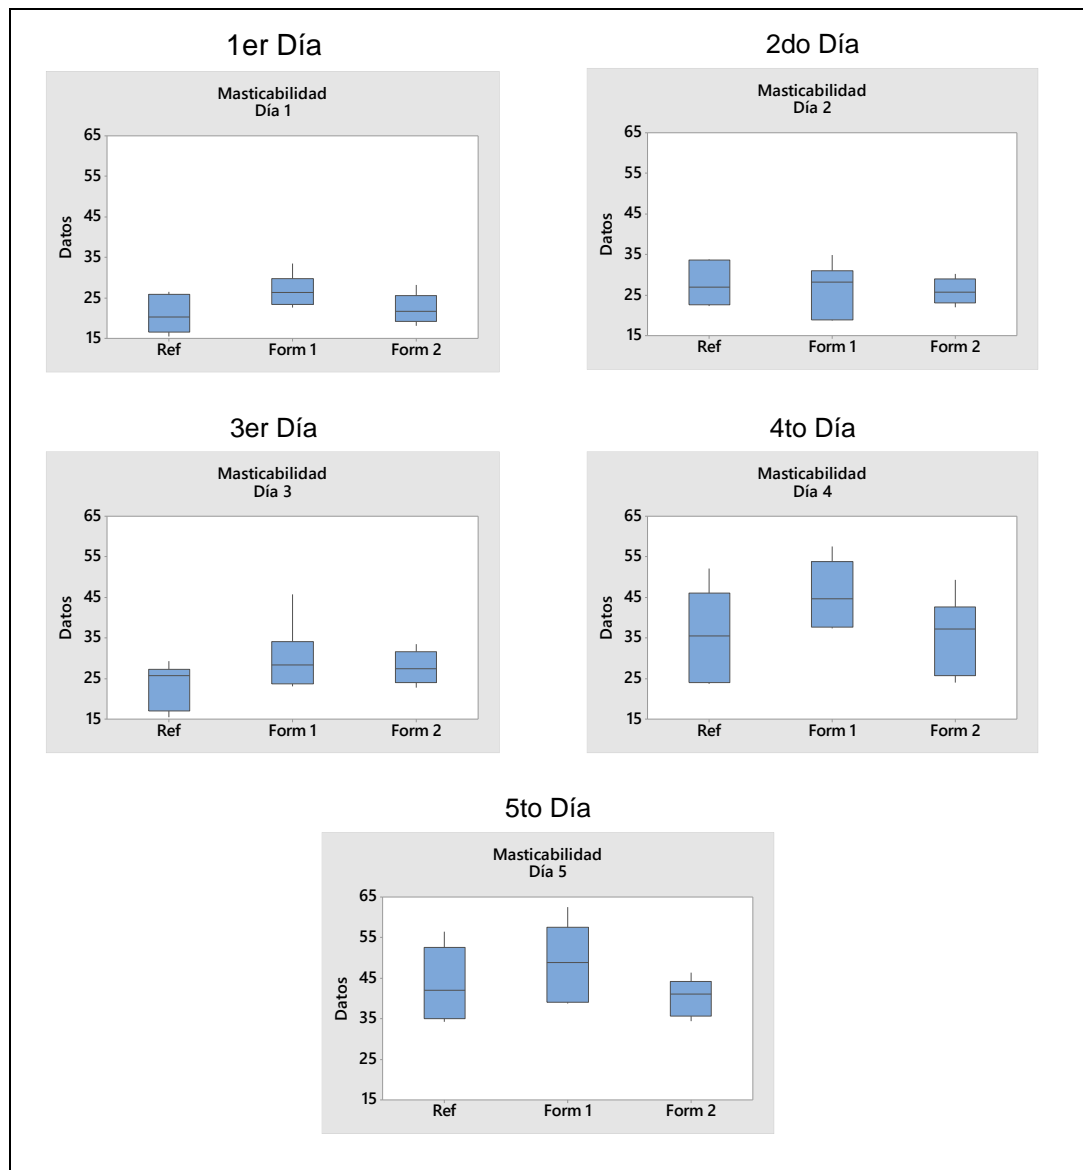 1er Día
Masticabilidad
Día 1
65
55
45
35
25
15
Datos
Ref Form 1 Form 2
2do Día
Masticabilidad
Día 2
65
55
45
35
25
15
Datos
Ref Form 1 Form 2
3er Día
Masticabilidad
Día 3
65
55
45
35
25
15
Datos
Ref Form 1 Form 2
4to Día
Masticabilidad
Día 4
65
55
45
35
25
15
Datos
Ref Form 1 Form 2
5to Día
Masticabilidad
Día 5
65
55
45
35
25
15
Datos
Ref Form 1 Form 2